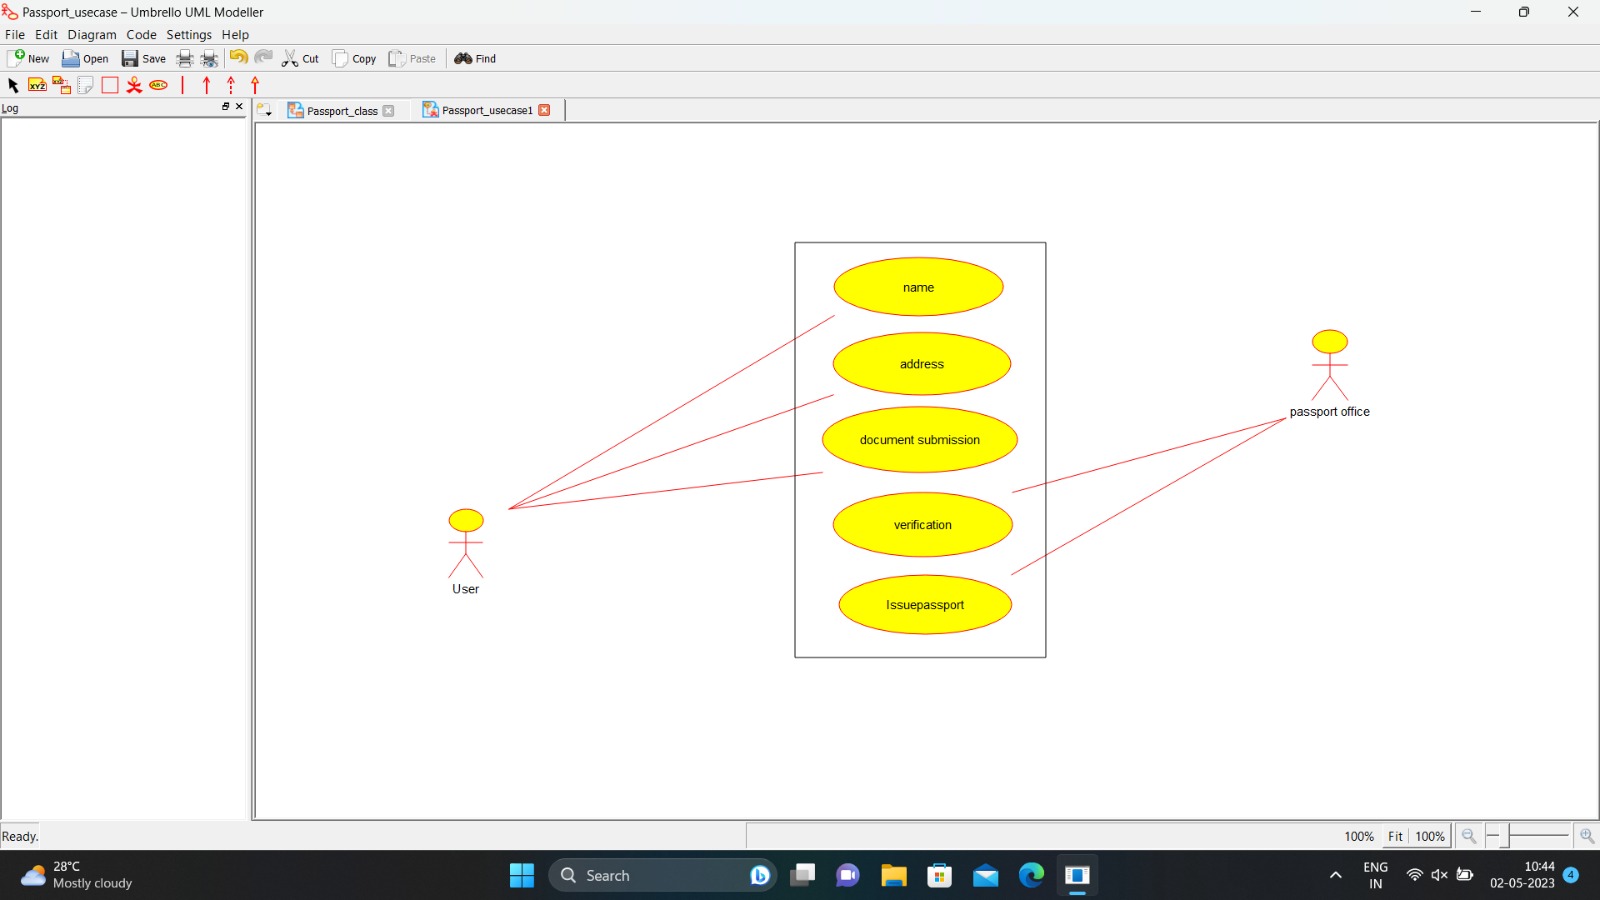 Passport_usecase – Umbrello UML Modeller
File Edit Diagram Code Settings Help
New Open Save Cut Copy Paste Find
XYZ ABC
Log
Passport_class Passport_usecase1
name
address
document submission
verification
Issuepassport
passport office
User
Ready.
100% Fit 100%
28°C
Mostly cloudy
Search
ENG
IN
10:44
02-05-2023
4